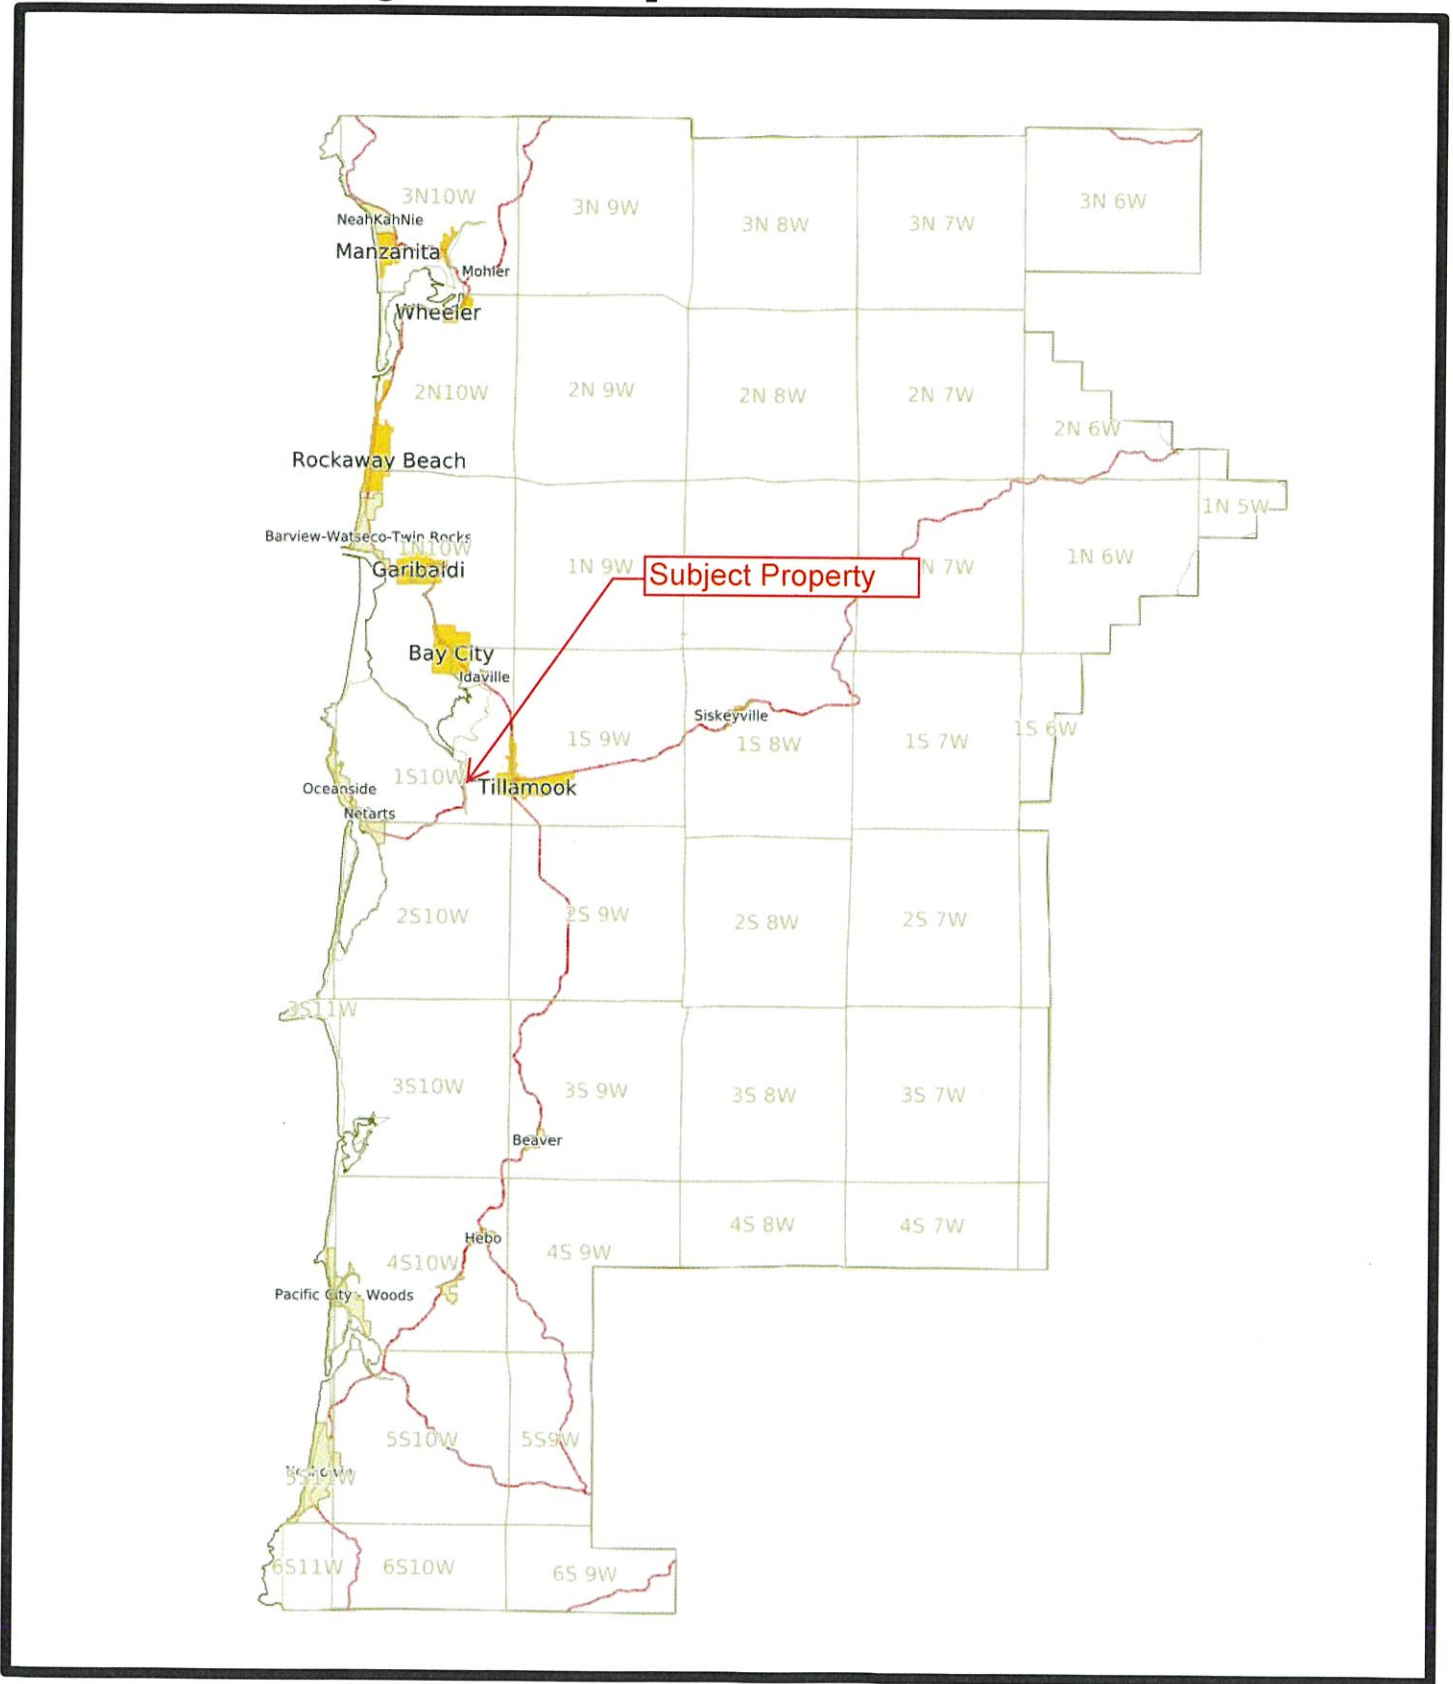 3N10W
3N 9W
3N 8W
3N 7W
3N 6W
NeahKahNie
Manzanita
Mohler
Wheeler
2N10W
2N 9W
2N 8W
2N 7W
2N 6W
Rockaway Beach
1N 5W
Barview-Watseco-Twin Rocks
1N10W
Garibaldi
1N 9W
Subject Property
N 7W
1N 6W
Bay City
Idaville
Siskeyville
1S 9W
1S 8W
1S 7W
1S 6W
1S10W
Tillamook
Oceanside
Netarts
2S10W
2S 9W
2S 8W
2S 7W
3S11W
3S10W
3S 9W
3S 8W
3S 7W
Beaver
Hebo
4S10W
4S 9W
4S 8W
4S 7W
Pacific City - Woods
5S10W
5S9W
5S11W
6S11W
6S10W
6S 9W